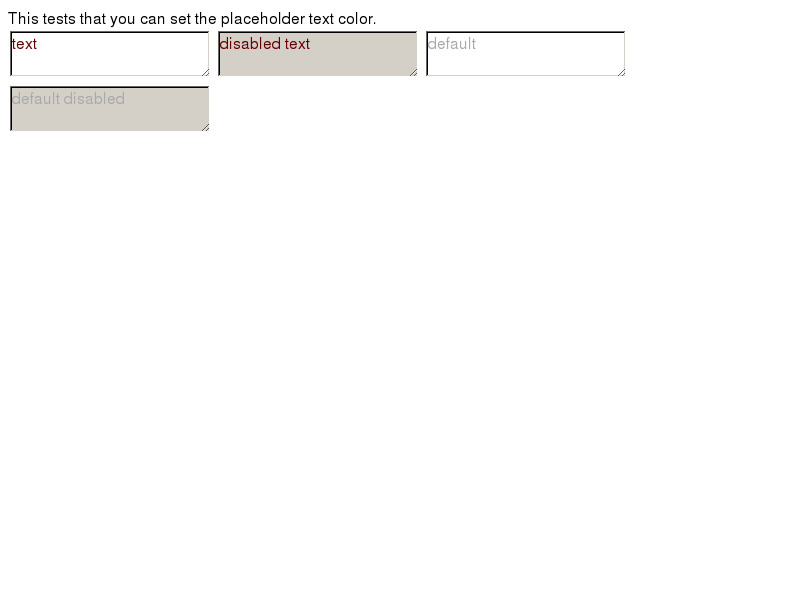 This tests that you can set the placeholder text color.
text disabled text default
default disabled